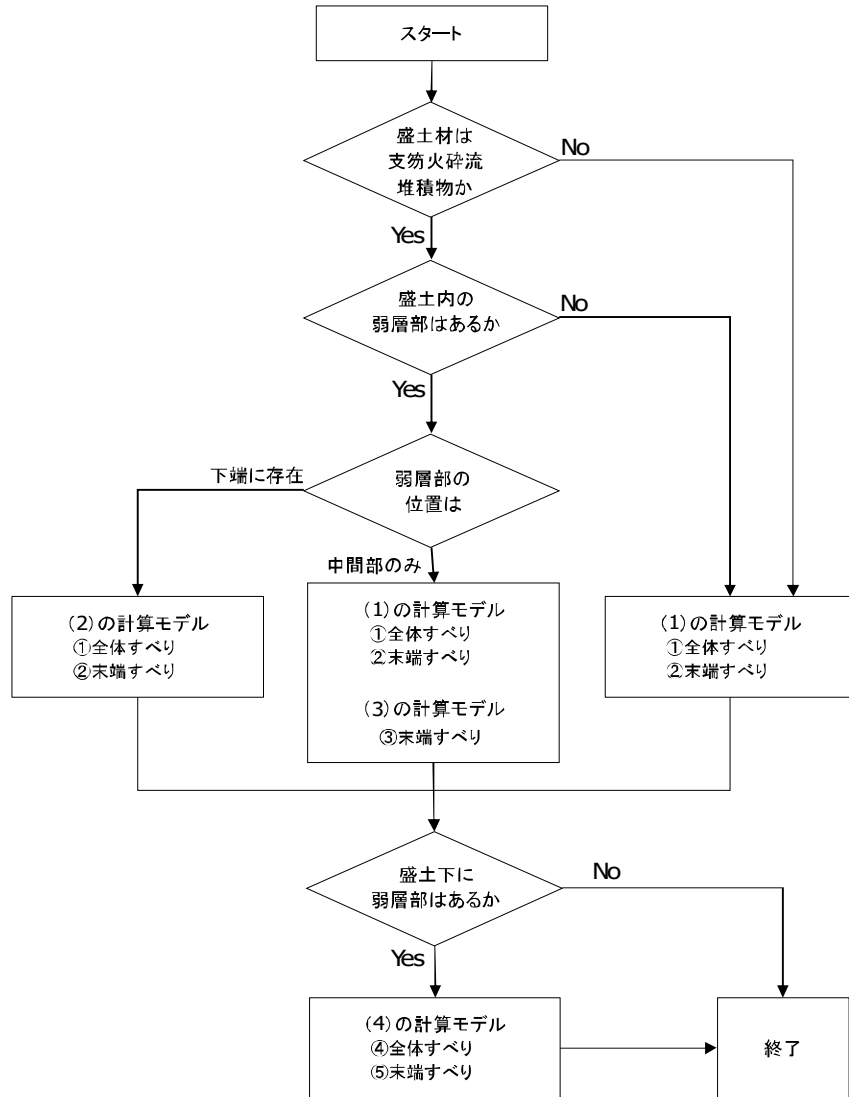 スタート
盛土材は
支笏火砕流
堆積物か
No
Yes
盛土内の
弱層部はあるか
No
Yes
下端に存在
弱層部の
位置は
中間部のみ
(2)の計算モデル
①全体すべり
②末端すべり
(1)の計算モデル
①全体すべり
②末端すべり
(3)の計算モデル
③末端すべり
(1)の計算モデル
①全体すべり
②末端すべり
盛土下に
弱層部はあるか
No
Yes
(4)の計算モデル
④全体すべり
⑤末端すべり
終了